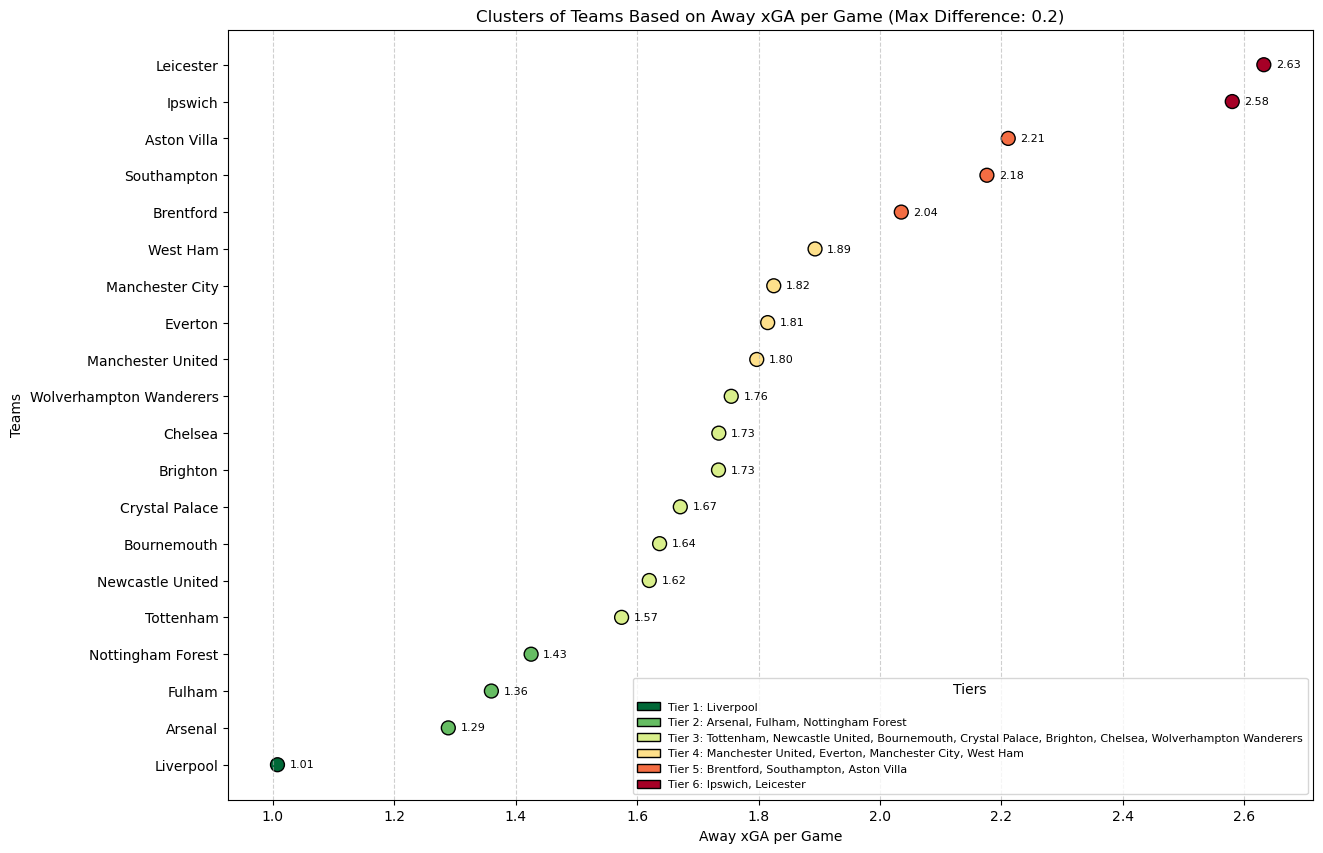 Clusters of Teams Based on Away xGA per Game (Max Difference: 0.2)
Teams
Leicester 2.63
Ipswich 2.58
Aston Villa 2.21
Southampton 2.18
Brentford 2.04
West Ham 1.89
Manchester City 1.82
Everton 1.81
Manchester United 1.80
Wolverhampton Wanderers 1.76
Chelsea 1.73
Brighton 1.73
Crystal Palace 1.67
Bournemouth 1.64
Newcastle United 1.62
Tottenham 1.57
Nottingham Forest 1.43
Fulham 1.36
Arsenal 1.29
Liverpool 1.01
Tiers
Tier 1: Liverpool
Tier 2: Arsenal, Fulham, Nottingham Forest
Tier 3: Tottenham, Newcastle United, Bournemouth, Crystal Palace, Brighton, Chelsea, Wolverhampton Wanderers
Tier 4: Manchester United, Everton, Manchester City, West Ham
Tier 5: Brentford, Southampton, Aston Villa
Tier 6: Ipswich, Leicester
1.0 1.2 1.4 1.6 1.8 2.0 2.2 2.4 2.6
Away xGA per Game